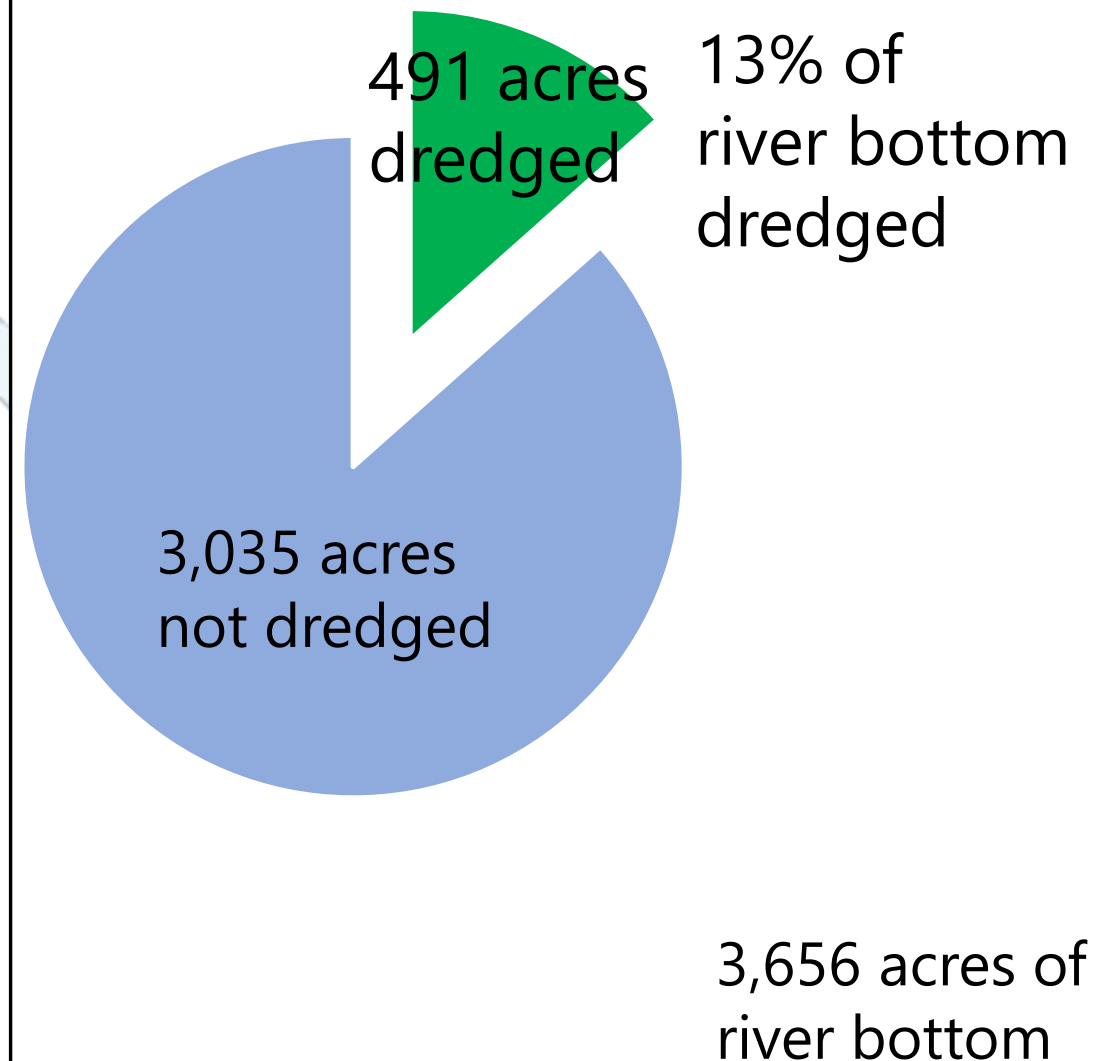 491 acres
dredged
13% of
river bottom
dredged
3,035 acres
not dredged
3,656 acres of
river bottom